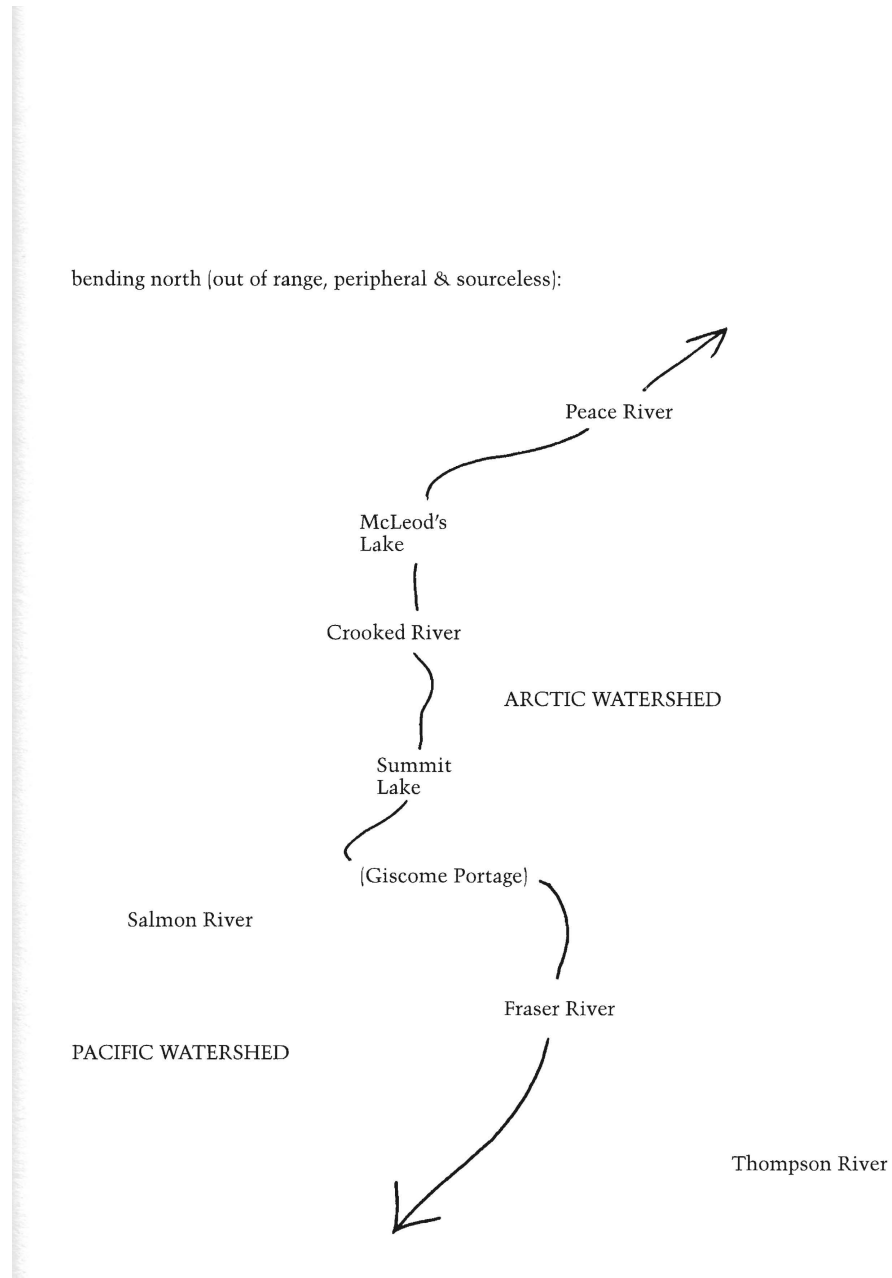 bending north (out of range, peripheral & sourceless):
Peace River
McLeod's
Lake
Crooked River
ARCTIC WATERSHED
Summit
Lake
(Giscome Portage)
Salmon River
Fraser River
PACIFIC WATERSHED
Thompson River